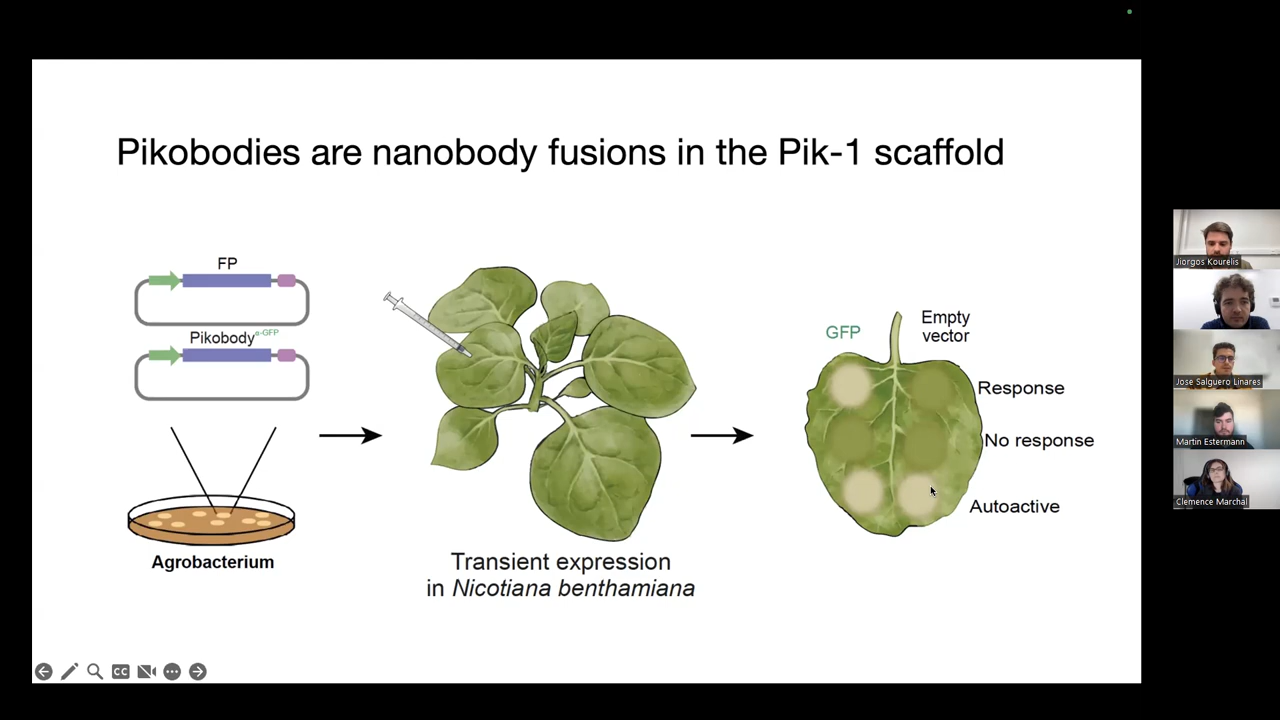 Pikobodies are nanobody fusions in the Pik-1 scaffold
FP
Pikobody α-GFP
Agrobacterium
Transient expression
in Nicotiana benthamiana
GFP
Empty
vector
Response
No response
Autoactive
CC
Jiorgos Kourelis
Jose Salguero Linares
Martin Estermann
Clemence Marchal